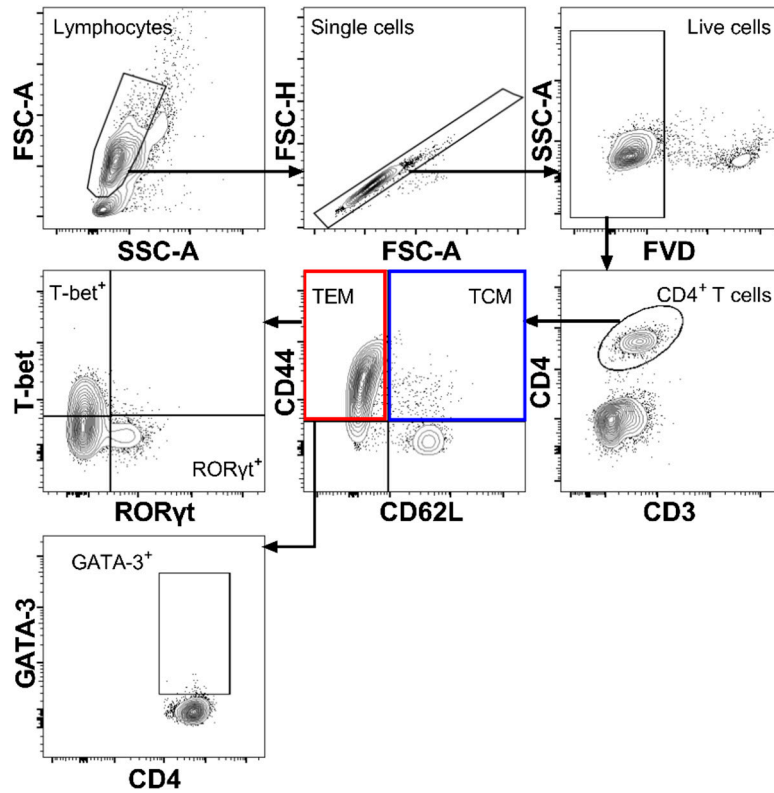 Lymphocytes
FSC-A
SSC-A
Single cells
FSC-H
FSC-A
Live cells
SSC-A
FVD
T-bet⁺
RORγt⁺
T-bet
RORγt
TEM
TCM
CD44
CD62L
CD4⁺ T cells
CD4
CD3
GATA-3⁺
GATA-3
CD4